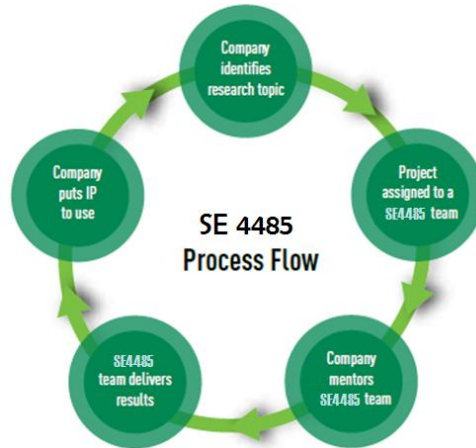 Company
identifies
research topic
Project
assigned to a
SE4485 team
Company
mentors
SE4485 team
SE4485
team delivers
results
Company
puts IP
to use
SE 4485
Process Flow